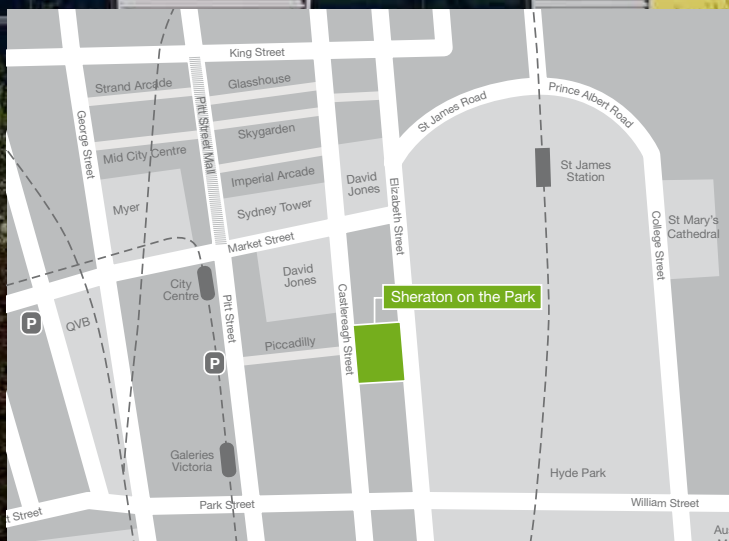 King Street
Strand Arcade
Glasshouse
Prince Albert Road
St James Road
George Street
Pitt Street Mall
Skygarden
Mid City Centre
Imperial Arcade
David
Jones
St James
Station
Elizabeth Street
Myer
Sydney Tower
College Street
St Mary's
Cathedral
Market Street
City
Centre
David
Jones
Sheraton on the Park
P
QVB
Pitt Street
Castlereagh Street
Piccadilly
P
Galeries
Victoria
Hyde Park
Park Street
William Street
t Street
Au